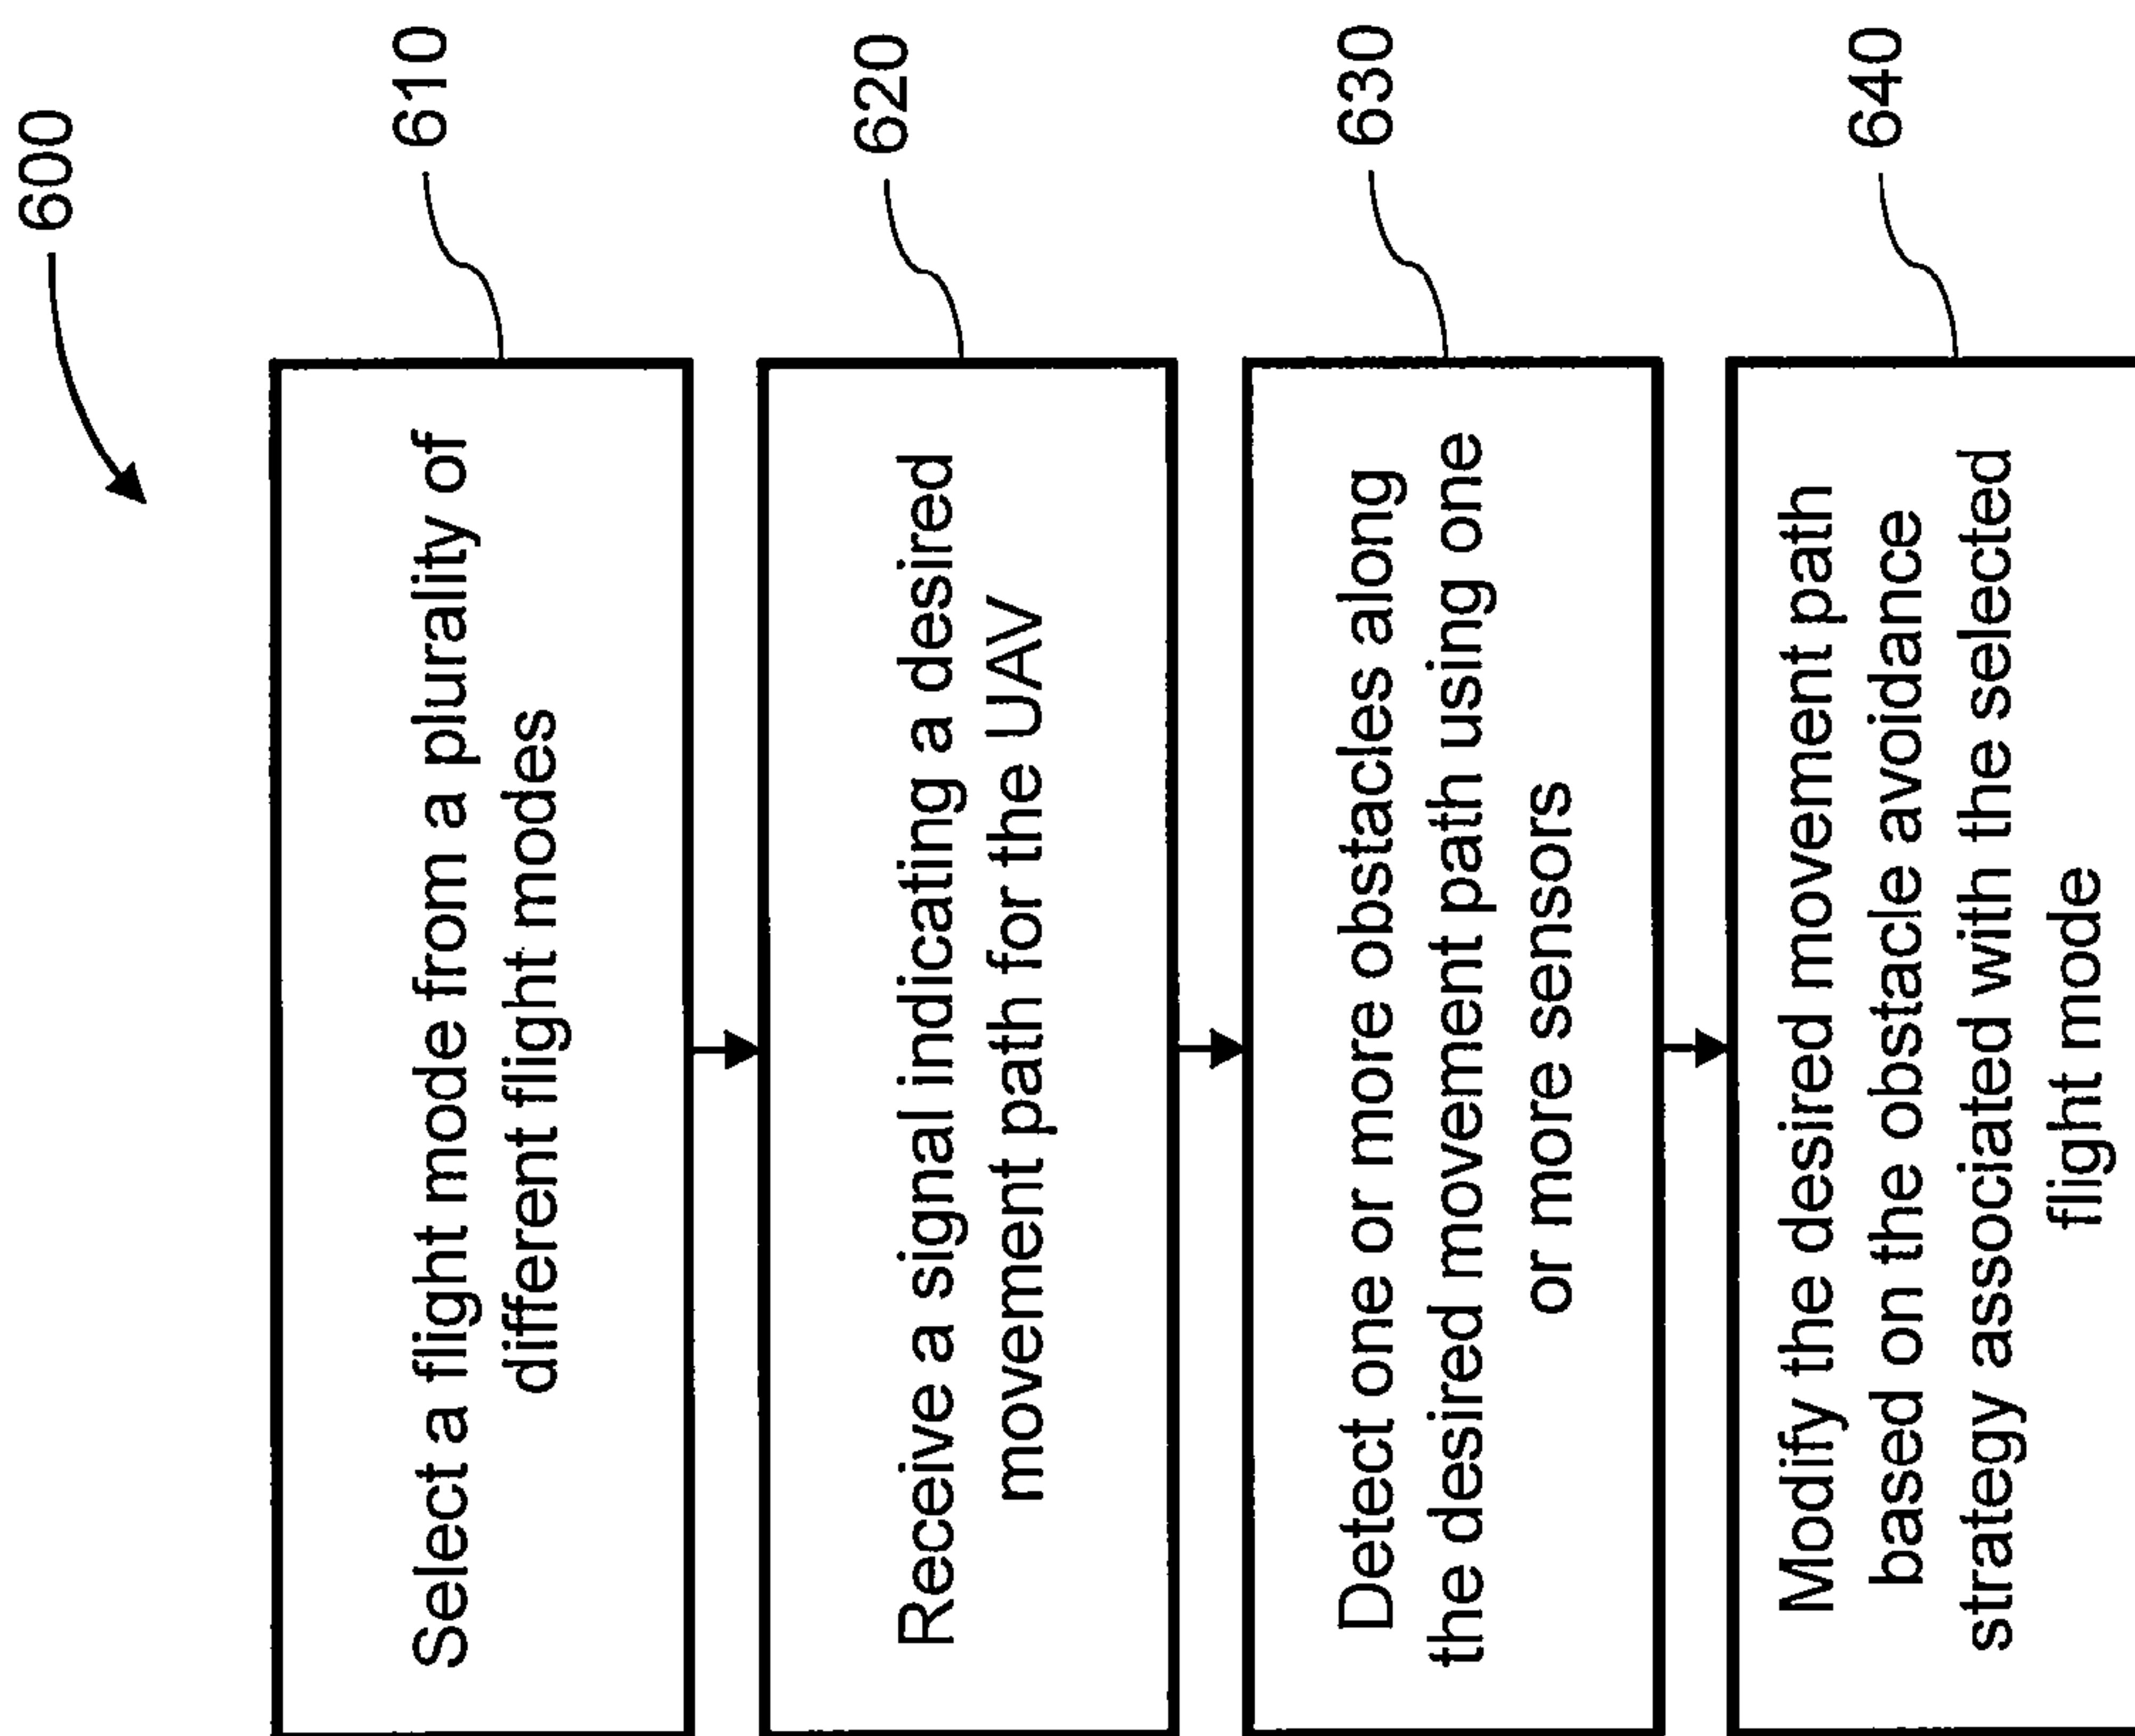 600
Select a flight mode from a plurality of
different flight modes
610
Receive a signal indicating a desired
movement path for the UAV
620
Detect one or more obstacles along
the desired movement path using one
or more sensors
630
Modify the desired movement path
based on the obstacle avoidance
strategy associated with the selected
flight mode
640